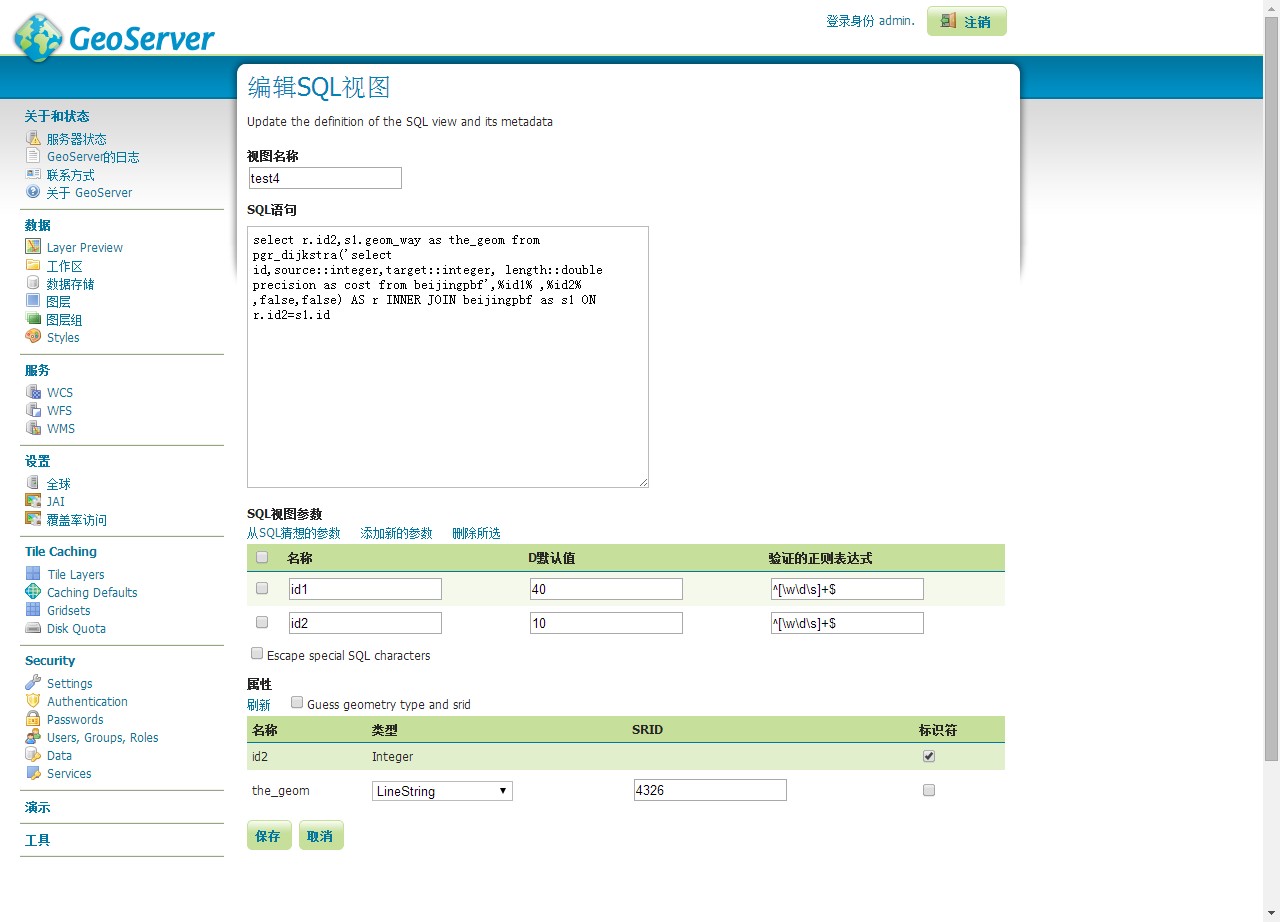 GeoServer
登录身份 admin.
注销
关于和状态
服务器状态
GeoServer的日志
联系方式
关于 GeoServer
数据
Layer Preview
工作区
数据存储
图层
图层组
Styles
服务
WCS
WFS
WMS
设置
全球
JAI
覆盖率访问
Tile Caching
Tile Layers
Caching Defaults
Gridsets
Disk Quota
Security
Settings
Authentication
Passwords
Users, Groups, Roles
Data
Services
演示
工具
编辑SQL视图
Update the definition of the SQL view and its metadata
视图名称
test4
SQL语句
select r.id2,s1.geom_way as the_geom from
pgr_dijkstra('select
id,source::integer,target::integer, length::double
precision as cost from beijingpbf',%id1% ,%id2%
,false,false) AS r INNER JOIN beijingpbf as s1 ON
r.id2=s1.id
SQL视图参数
从SQL猜想的参数 添加新的参数 删除所选
名称 D默认值 验证的正则表达式
id1 40 ^[\w\d\s]+$
id2 10 ^[\w\d\s]+$
Escape special SQL characters
属性
刷新 Guess geometry type and srid
名称 类型 SRID 标识符
id2 Integer
the_geom LineString 4326
保存 取消